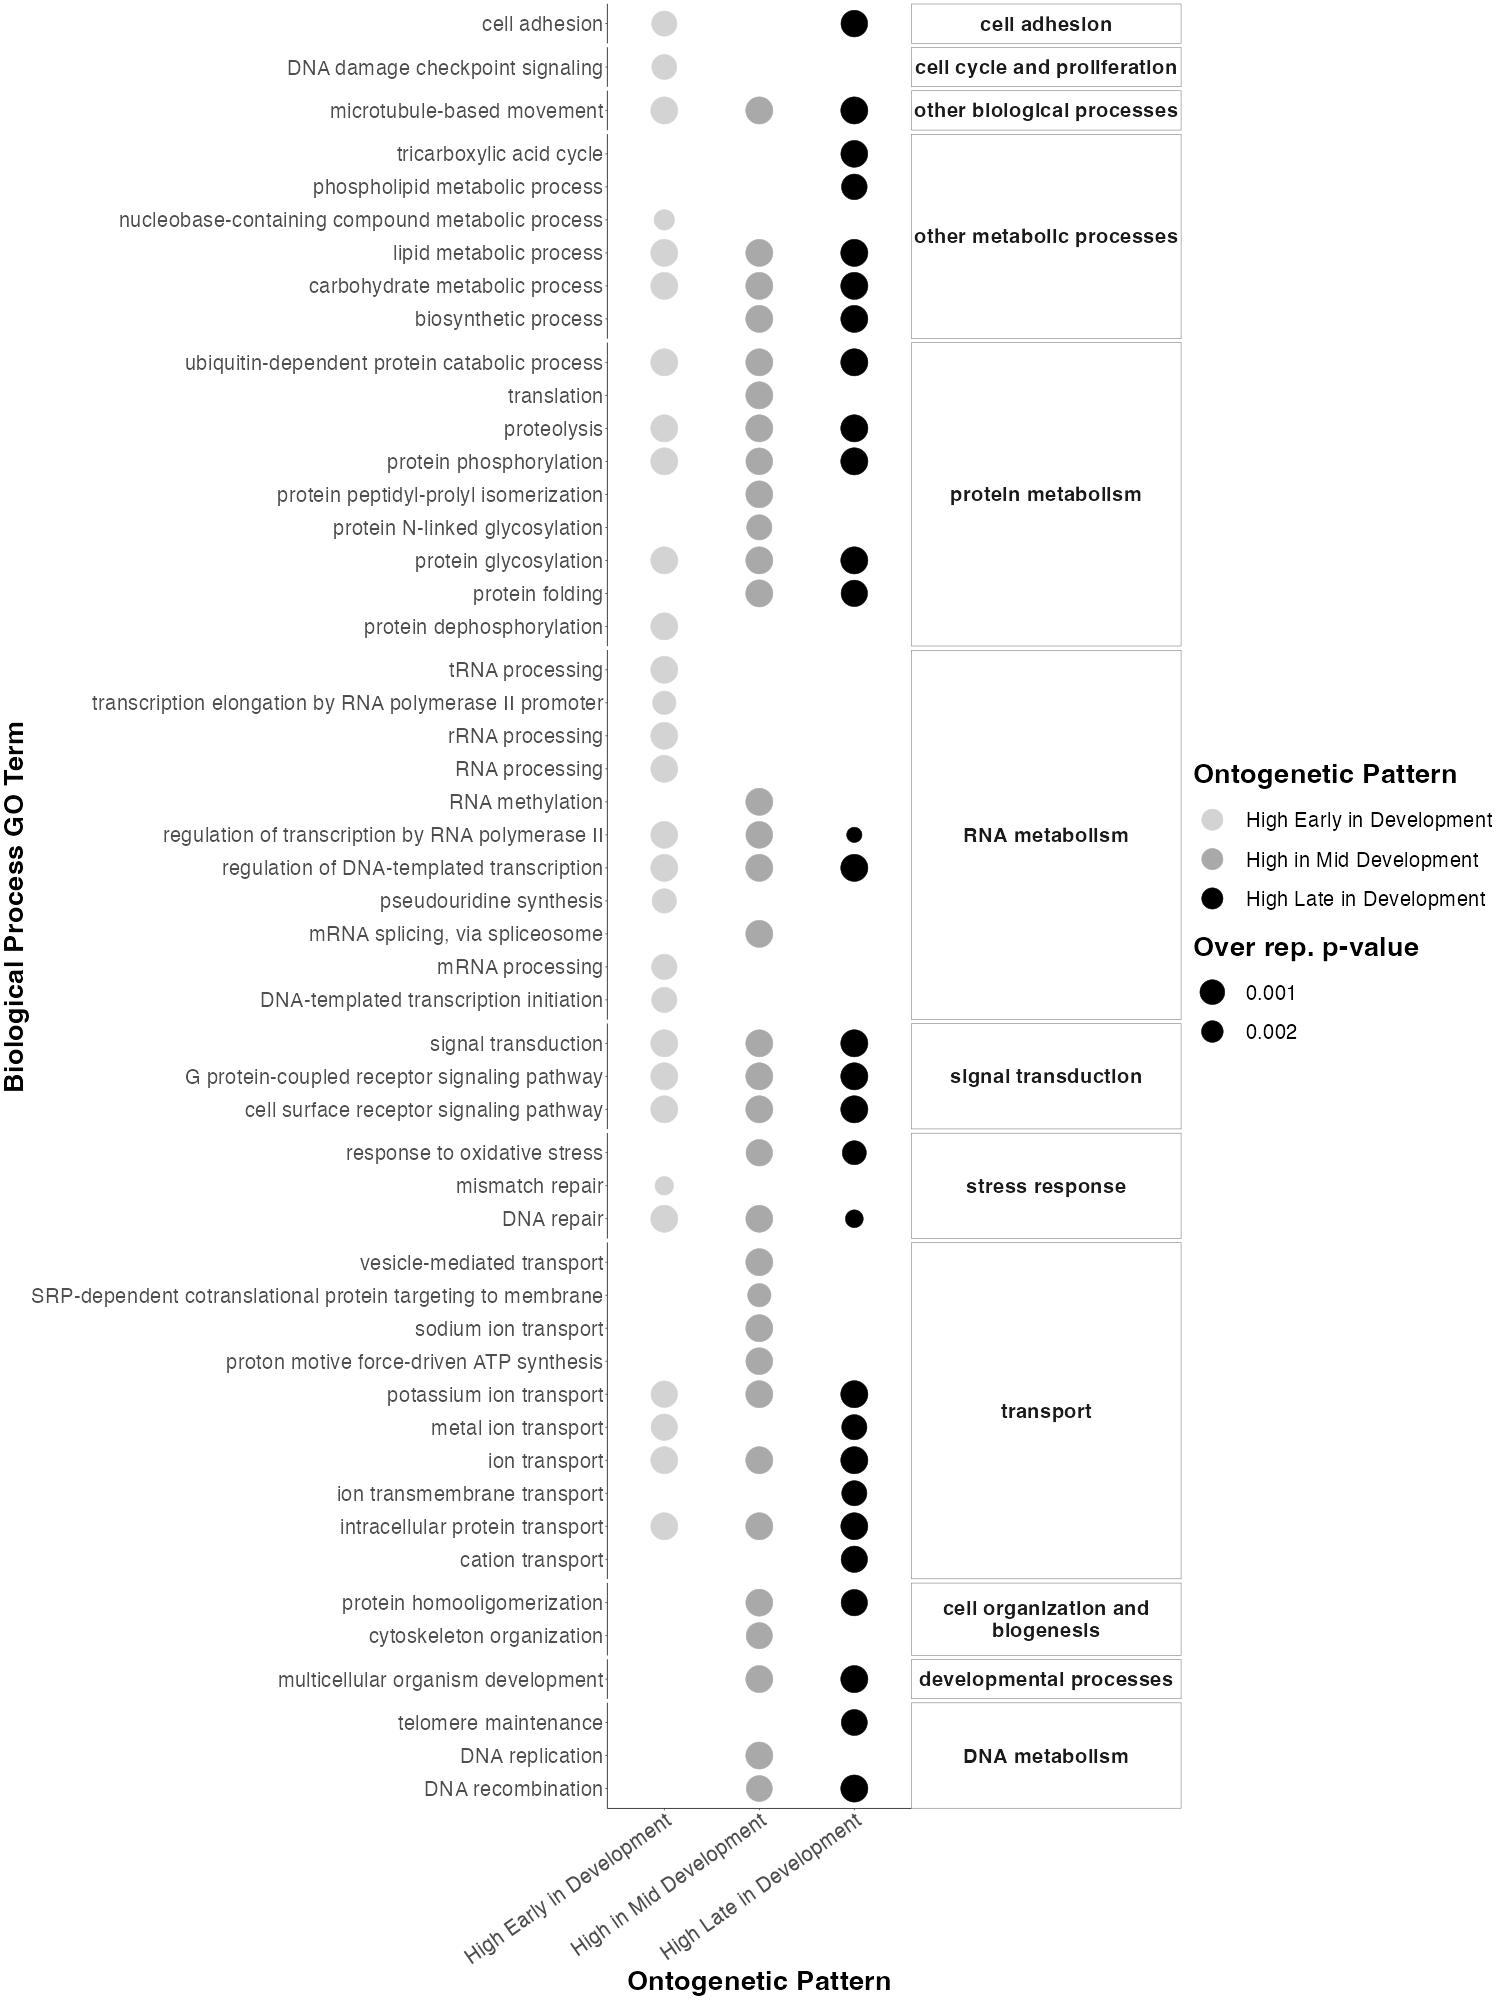 cell adhesion
cell adhesion
DNA damage checkpoint signaling
cell cycle and proliferation
microtubule-based movement
other biological processes
tricarboxylic acid cycle
phospholipid metabolic process
nucleobase-containing compound metabolic process
lipid metabolic process
carbohydrate metabolic process
biosynthetic process
other metabolic processes
ubiquitin-dependent protein catabolic process
translation
proteolysis
protein phosphorylation
protein peptidyl-prolyl isomerization
protein N-linked glycosylation
protein glycosylation
protein folding
protein dephosphorylation
protein metabolism
tRNA processing
transcription elongation by RNA polymerase II promoter
rRNA processing
RNA processing
RNA methylation
regulation of transcription by RNA polymerase II
regulation of DNA-templated transcription
pseudouridine synthesis
mRNA splicing, via spliceosome
mRNA processing
DNA-templated transcription initiation
RNA metabolism
signal transduction
G protein-coupled receptor signaling pathway
cell surface receptor signaling pathway
signal transduction
response to oxidative stress
mismatch repair
DNA repair
stress response
vesicle-mediated transport
SRP-dependent cotranslational protein targeting to membrane
sodium ion transport
proton motive force-driven ATP synthesis
potassium ion transport
metal ion transport
ion transport
ion transmembrane transport
intracellular protein transport
cation transport
transport
protein homooligomerization
cytoskeleton organization
cell organization and
biogenesis
multicellular organism development
developmental processes
telomere maintenance
DNA replication
DNA recombination
DNA metabolism
Biological Process GO Term
High Early in Development
High in Mid Development
High Late in Development
Ontogenetic Pattern
Ontogenetic Pattern
High Early in Development
High in Mid Development
High Late in Development
Over rep. p-value
0.001
0.002